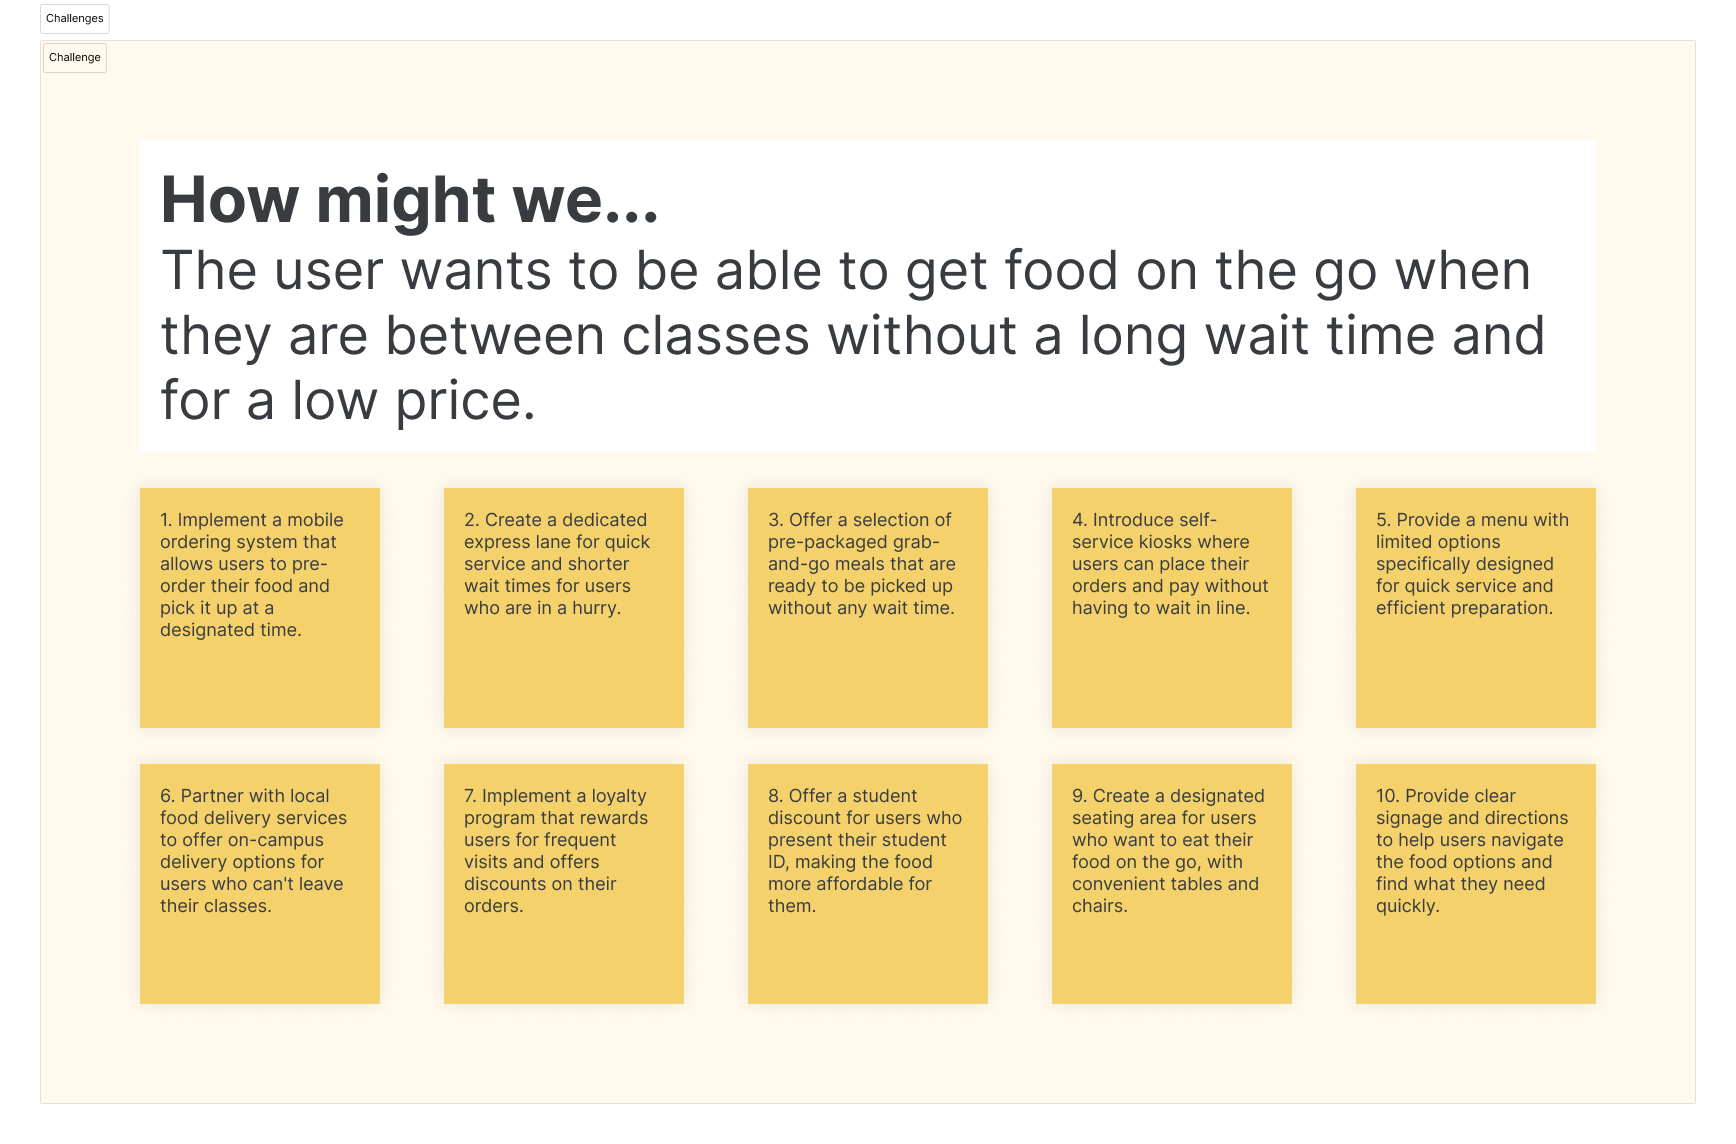 Challenges
Challenge
How might we...
The user wants to be able to get food on the go when
they are between classes without a long wait time and
for a low price.
1. Implement a mobile
ordering system that
allows users to pre-
order their food and
pick it up at a
designated time.
2. Create a dedicated
express lane for quick
service and shorter
wait times for users
who are in a hurry.
3. Offer a selection of
pre-packaged grab-
and-go meals that are
ready to be picked up
without any wait time.
4. Introduce self-
service kiosks where
users can place their
orders and pay without
having to wait in line.
5. Provide a menu with
limited options
specifically designed
for quick service and
efficient preparation.
6. Partner with local
food delivery services
to offer on-campus
delivery options for
users who can't leave
their classes.
7. Implement a loyalty
program that rewards
users for frequent
visits and offers
discounts on their
orders.
8. Offer a student
discount for users who
present their student
ID, making the food
more affordable for
them.
9. Create a designated
seating area for users
who want to eat their
food on the go, with
convenient tables and
chairs.
10. Provide clear
signage and directions
to help users navigate
the food options and
find what they need
quickly.